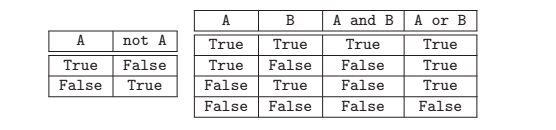 A not A
True False
False True
A B A and B A or B
True True True True
True False False True
False True False True
False False False False